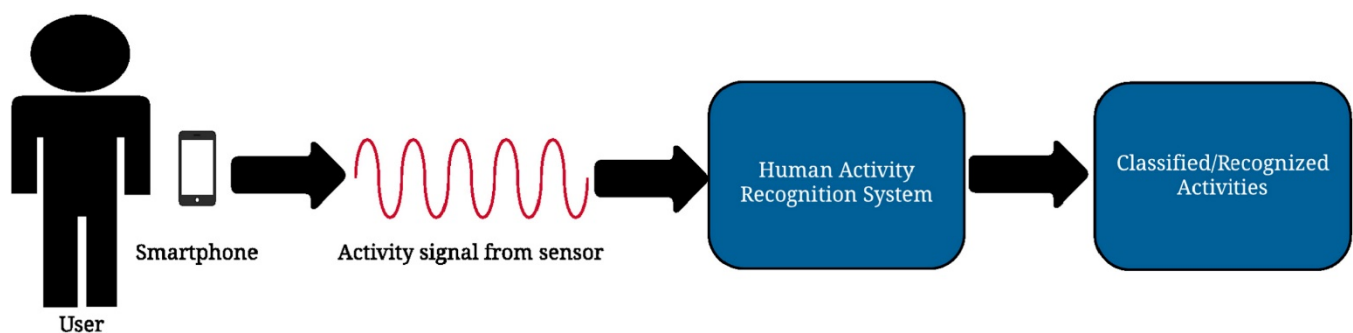 User
Smartphone
Activity signal from sensor
Human Activity
Recognition System
Classified/Recognized
Activities